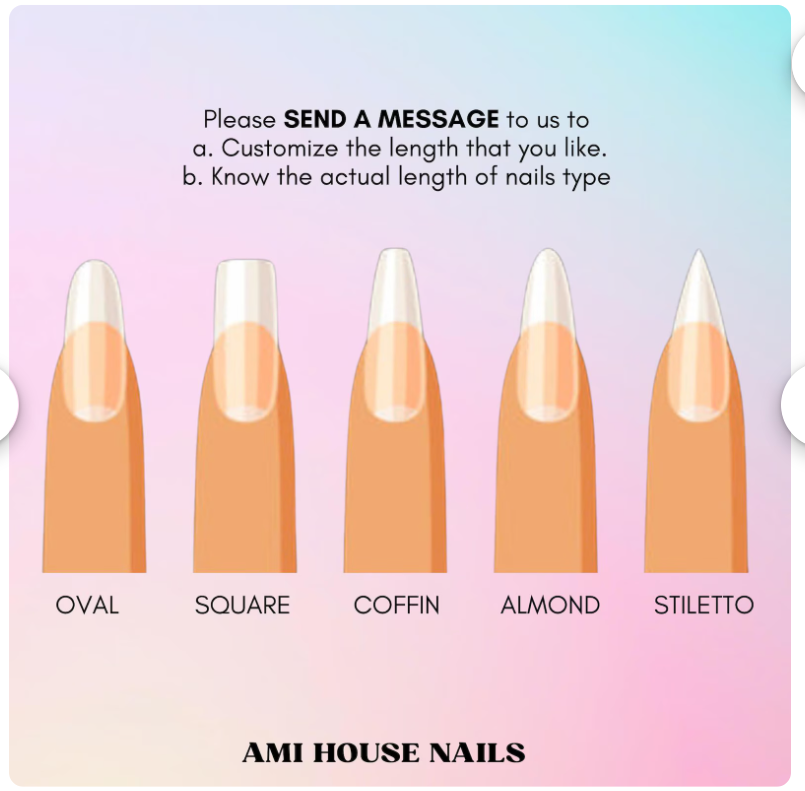 Please SEND A MESSAGE to us to
a. Customize the length that you like.
b. Know the actual length of nails type
OVAL SQUARE COFFIN ALMOND STILETTO
AMI HOUSE NAILS